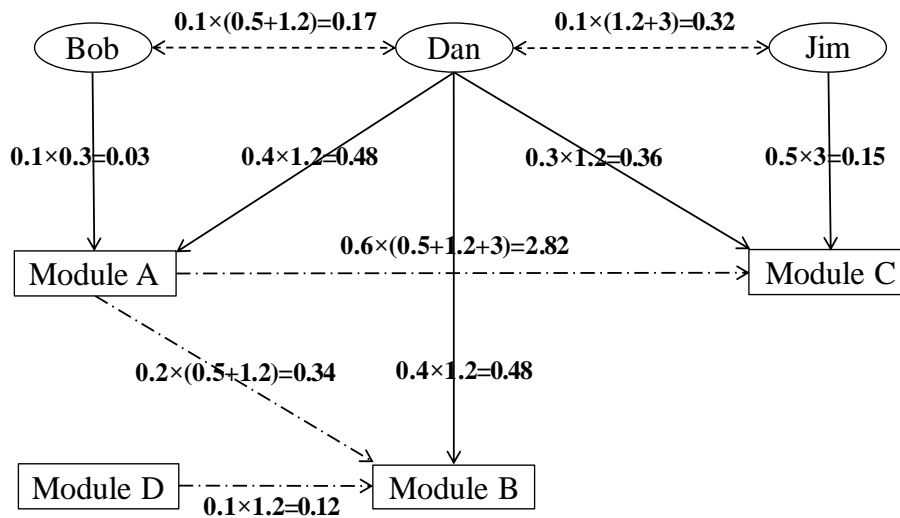 0.1×(0.5+1.2)=0.17
0.1×(1.2+3)=0.32
Bob
Dan
Jim
0.1×0.3=0.03
0.4×1.2=0.48
0.3×1.2=0.36
0.5×3=0.15
0.6×(0.5+1.2+3)=2.82
Module A
Module C
0.2×(0.5+1.2)=0.34
0.4×1.2=0.48
Module D
Module B
0.1×1.2=0.12